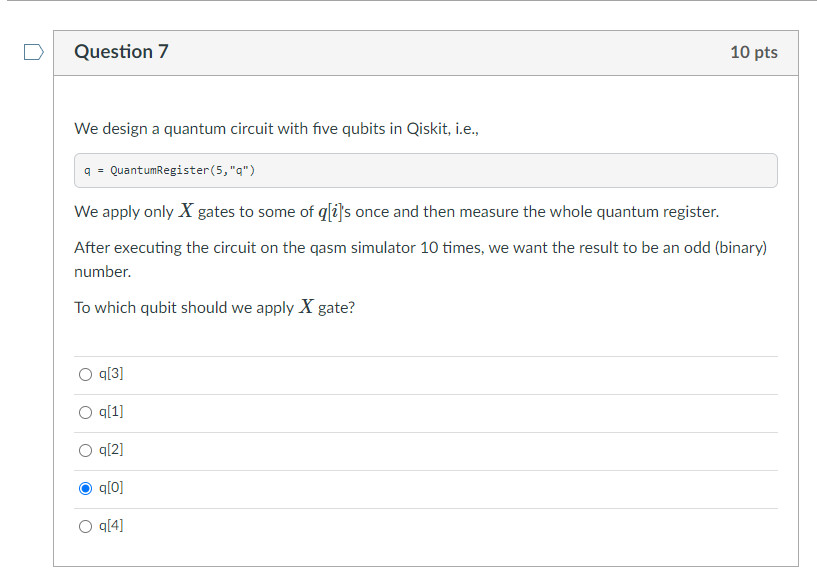 Question 7
10 pts
We design a quantum circuit with five qubits in Qiskit, i.e.,
q = QuantumRegister(5,"q")
We apply only X gates to some of q[i]'s once and then measure the whole quantum register.
After executing the circuit on the qasm simulator 10 times, we want the result to be an odd (binary)
number.
To which qubit should we apply X gate?
q[3]
q[1]
q[2]
q[0]
q[4]